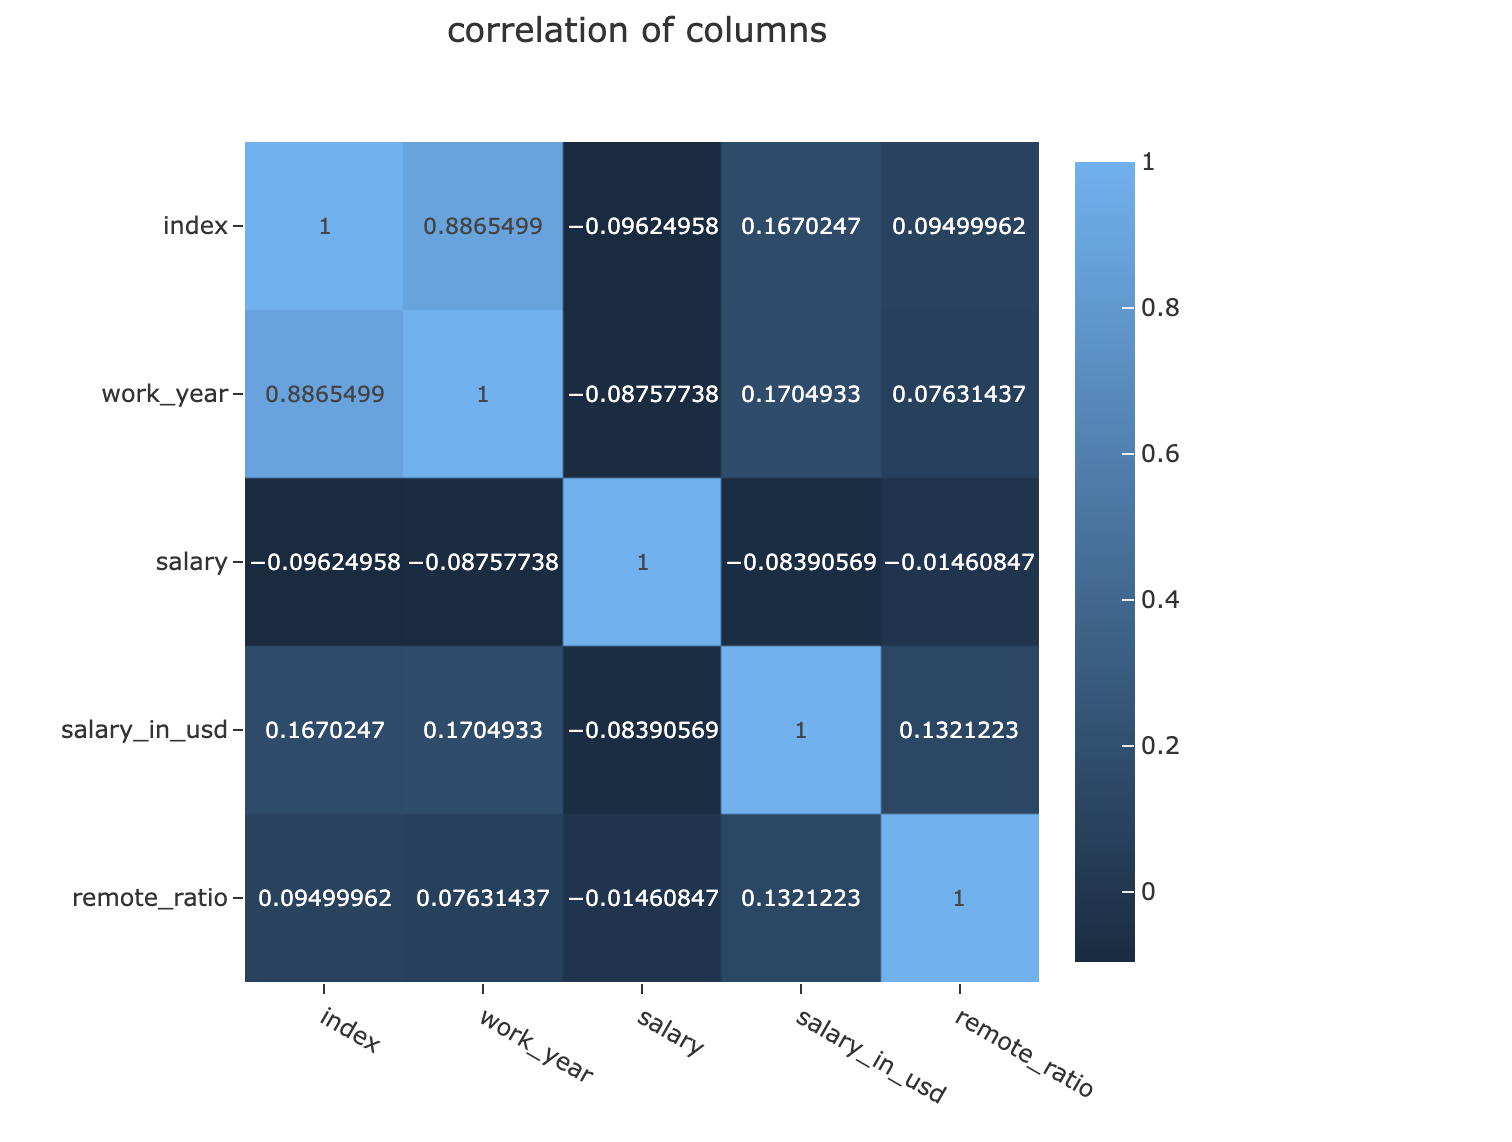 correlation of columns
index 1 0.8865499 −0.09624958 0.1670247 0.09499962
work_year 0.8865499 1 −0.08757738 0.1704933 0.07631437
salary −0.09624958 −0.08757738 1 −0.08390569 −0.01460847
salary_in_usd 0.1670247 0.1704933 −0.08390569 1 0.1321223
remote_ratio 0.09499962 0.07631437 −0.01460847 0.1321223 1
index work_year salary salary_in_usd remote_ratio
1
0.8
0.6
0.4
0.2
0